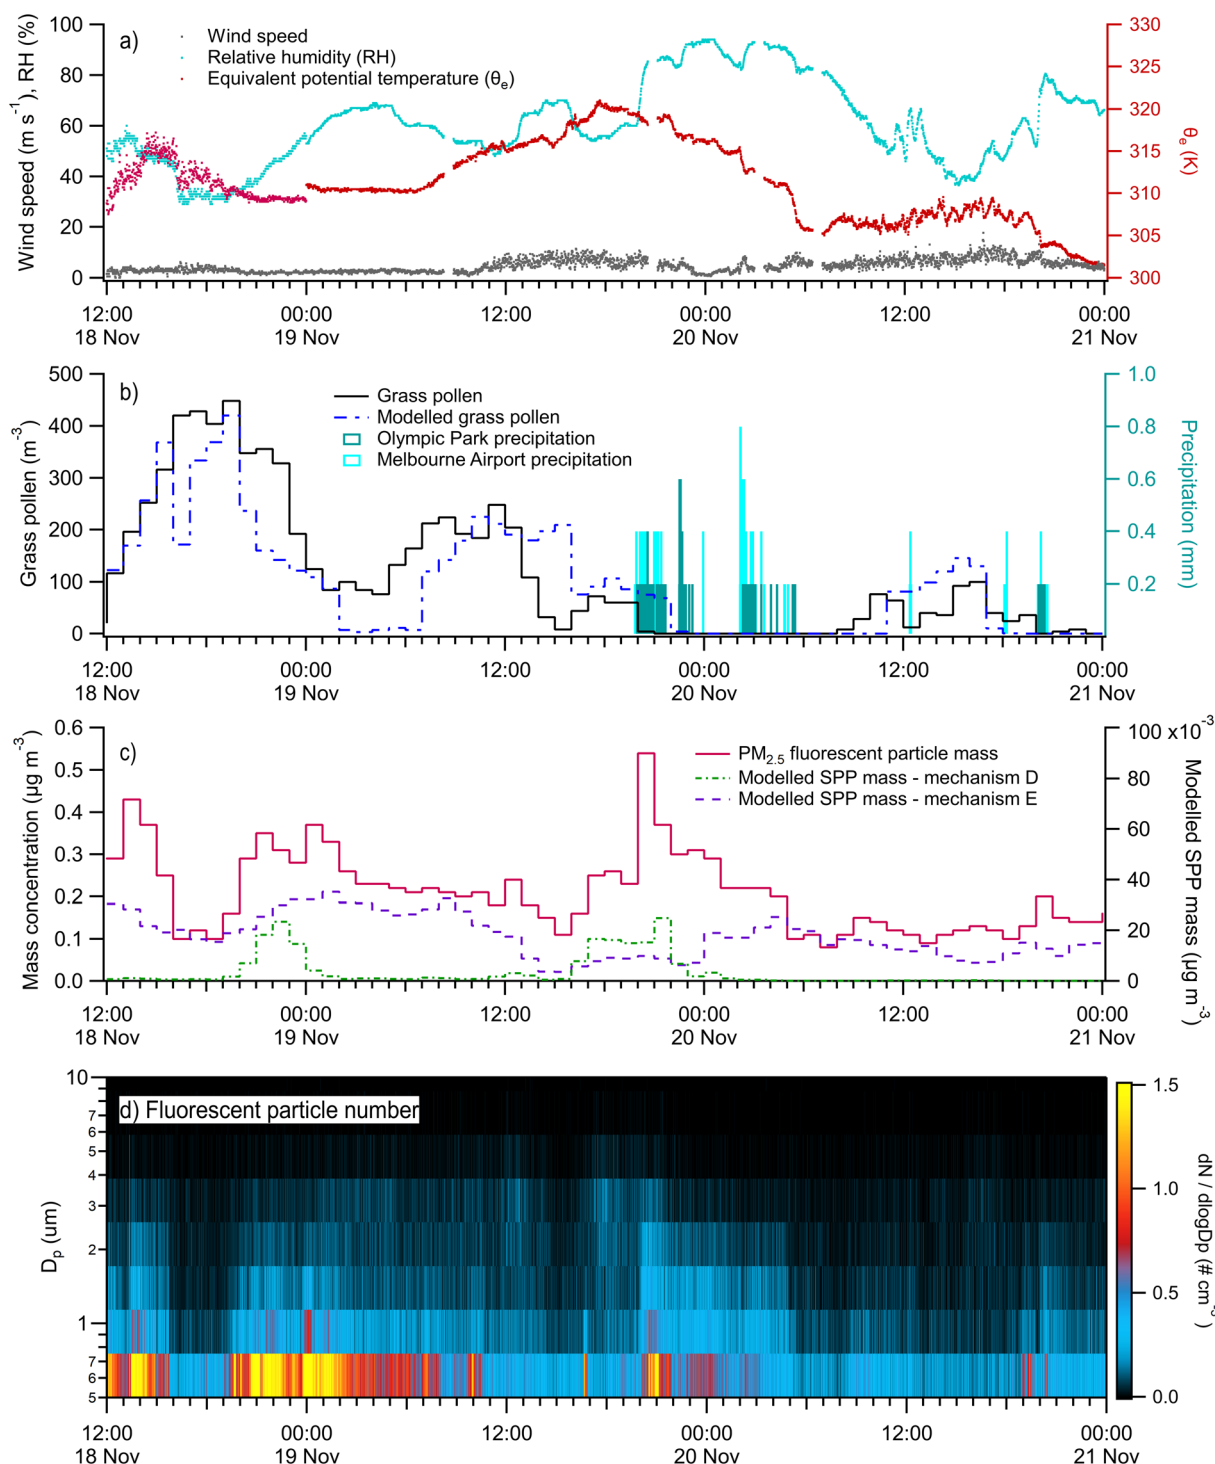 a)
Wind speed
Relative humidity (RH)
Equivalent potential temperature (θe)
Wind speed (m s-1), RH (%)
100
80
60
40
20
0
330
325
320
315
310
305
300
θe (K)
12:00
00:00
12:00
00:00
12:00
00:00
18 Nov
19 Nov
20 Nov
21 Nov
b)
Grass pollen
Modelled grass pollen
Olympic Park precipitation
Melbourne Airport precipitation
Grass pollen (m-3)
500
400
300
200
100
0
1.0
0.8
0.6
0.4
0.2
Precipitation (mm)
12:00
00:00
12:00
00:00
12:00
00:00
18 Nov
19 Nov
20 Nov
21 Nov
c)
PM2.5 fluorescent particle mass
Modelled SPP mass - mechanism D
Modelled SPP mass - mechanism E
Mass concentration (µg m-3)
0.6
0.5
0.4
0.3
0.2
0.1
0.0
100 x10-3
80
60
40
20
0
Modelled SPP mass (µg m-3)
12:00
00:00
12:00
00:00
12:00
00:00
18 Nov
19 Nov
20 Nov
21 Nov
d) Fluorescent particle number
Dp (um)
10
7
6
5
4
3
2
1
7
6
5
1.5
1.0
0.5
0.0
dN / dlogDp (# cm-3)
12:00
00:00
12:00
00:00
12:00
00:00
18 Nov
19 Nov
20 Nov
21 Nov